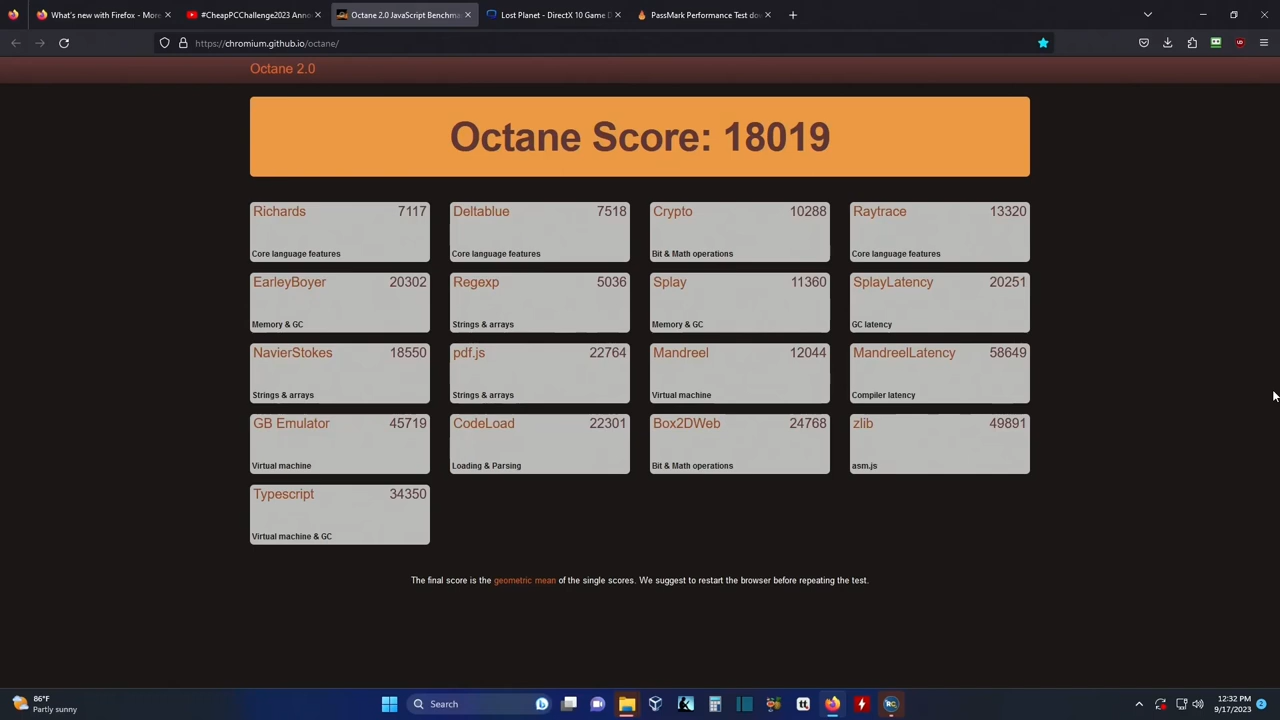 What's new with Firefox - More
#CheapPCChallenge2023 Anno
Octane 2.0 JavaScript Benchma
Lost Planet - DirectX 10 Game D
PassMark Performance Test dov
https://chromium.github.io/octane/
Octane 2.0
Octane Score: 18019
Richards 7117
Core language features
Deltablue 7518
Core language features
Crypto 10288
Bit & Math operations
Raytrace 13320
Core language features
EarleyBoyer 20302
Memory & GC
Regexp 5036
Strings & arrays
Splay 11360
Memory & GC
SplayLatency 20251
GC latency
NavierStokes 18550
Strings & arrays
pdf.js 22764
Strings & arrays
Mandreel 12044
Virtual machine
MandreelLatency 58649
Compiler latency
GB Emulator 45719
Virtual machine
CodeLoad 22301
Loading & Parsing
Box2DWeb 24768
Bit & Math operations
zlib 49891
asm.js
Typescript 34350
Virtual machine & GC
The final score is the geometric mean of the single scores. We suggest to restart the browser before repeating the test.
86°F
Partly sunny
Search
tt
RC
12:32 PM
9/17/2023
2